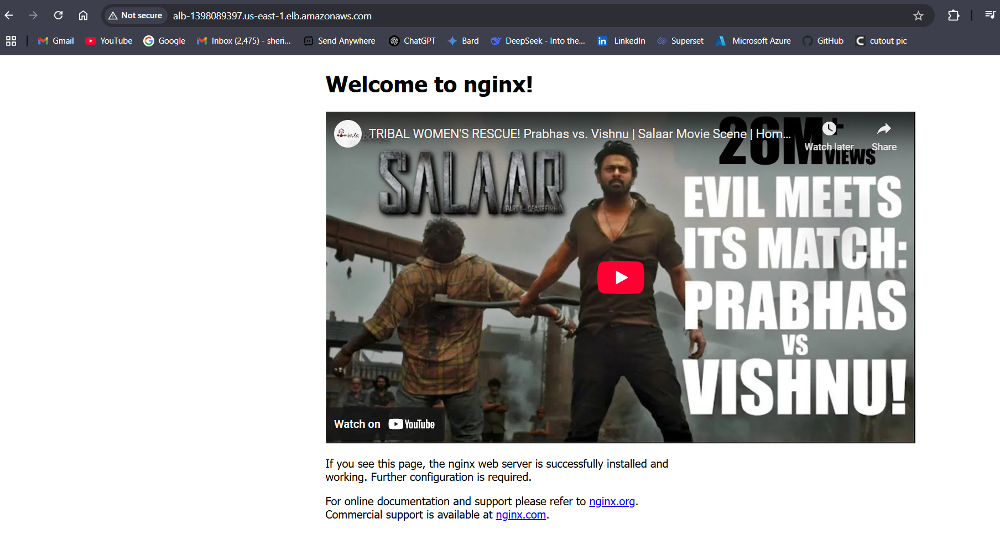 Not secure
alb-1398089397.us-east-1.elb.amazonaws.com
Gmail
YouTube
Google
Inbox (2,475) - sheri...
Send Anywhere
ChatGPT
Bard
DeepSeek - Into the...
LinkedIn
Superset
Microsoft Azure
GitHub
cutout pic
Welcome to nginx!
Hombale
TRIBAL WOMEN'S RESCUE! Prabhas vs. Vishnu | Salaar Movie Scene | Hom...
Watch later
Share
26M+
VIEWS
SALAAR
PART 1 - CEASEFIRE
EVIL MEETS
ITS MATCH:
PRABHAS
VS
VISHNU!
Watch on YouTube
If you see this page, the nginx web server is successfully installed and
working. Further configuration is required.
For online documentation and support please refer to nginx.org.
Commercial support is available at nginx.com.